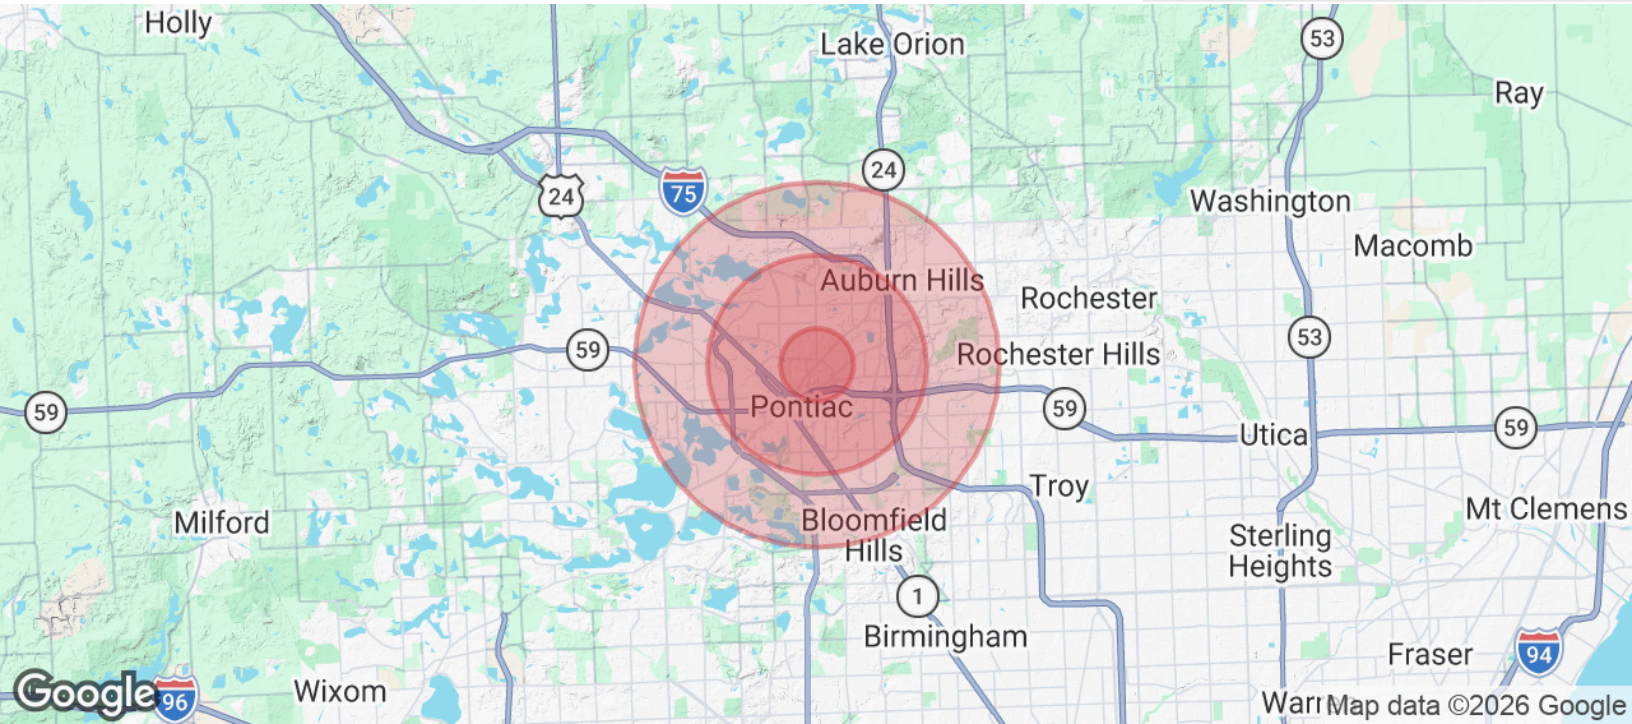 Holly
Lake Orion
53
Ray
24
24
75
Washington
Macomb
Auburn Hills
Rochester
59
53
Rochester Hills
59
Pontiac
59
Utica
59
Troy
Milford
Bloomfield
Hills
Mt Clemens
Sterling
Heights
1
Birmingham
Fraser
94
Google
96
Wixom
Warr
Map data ©2026 Google